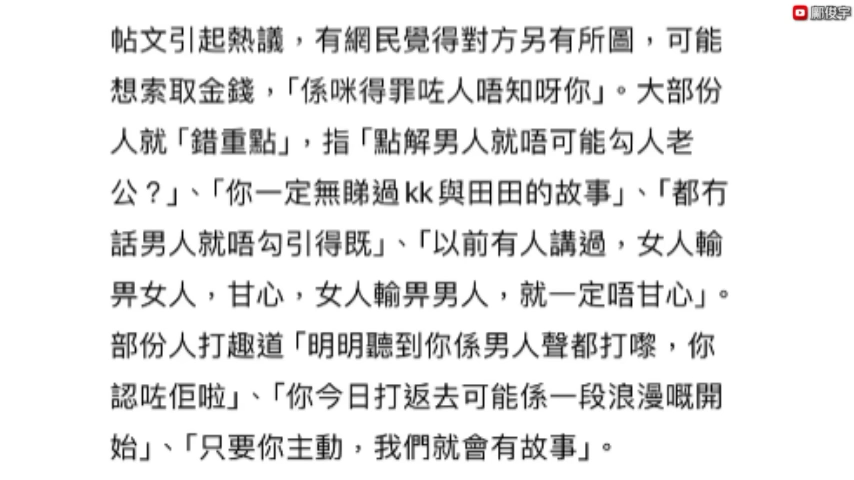 鄺俊宇
帖文引起熱議，有網民覺得對方另有所圖，可能
想索取金錢，「係咪得罪咗人唔知呀你」。大部份
人就「錯重點」，指「點解男人就唔可能勾人老
公？」、「你一定無睇過kk與田田的故事」、「都冇
話男人就唔勾引得既」、「以前有人講過，女人輸
畀女人，甘心，女人輸畀男人，就一定唔甘心」。
部份人打趣道「明明聽到你係男人聲都打嚟，你
認咗佢啦」、「你今日打返去可能係一段浪漫嘅開
始」、「只要你主動，我們就會有故事」。